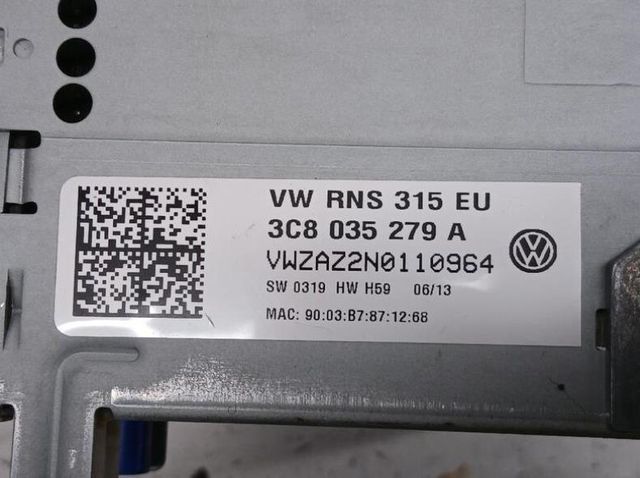 VW RNS 315 EU
3C8 035 279 A
VWZAZ2N0110964
SW 0319 HW H59 06/13
MAC: 90:03:B7:87:12:68